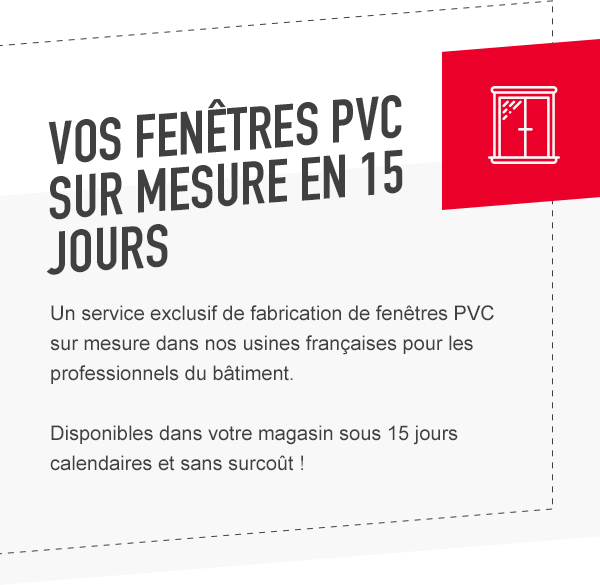 VOS FENÊTRES PVC
SUR MESURE EN 15
JOURS
Un service exclusif de fabrication de fenêtres PVC
sur mesure dans nos usines françaises pour les
professionnels du bâtiment.
Disponibles dans votre magasin sous 15 jours
calendaires et sans surcoût !